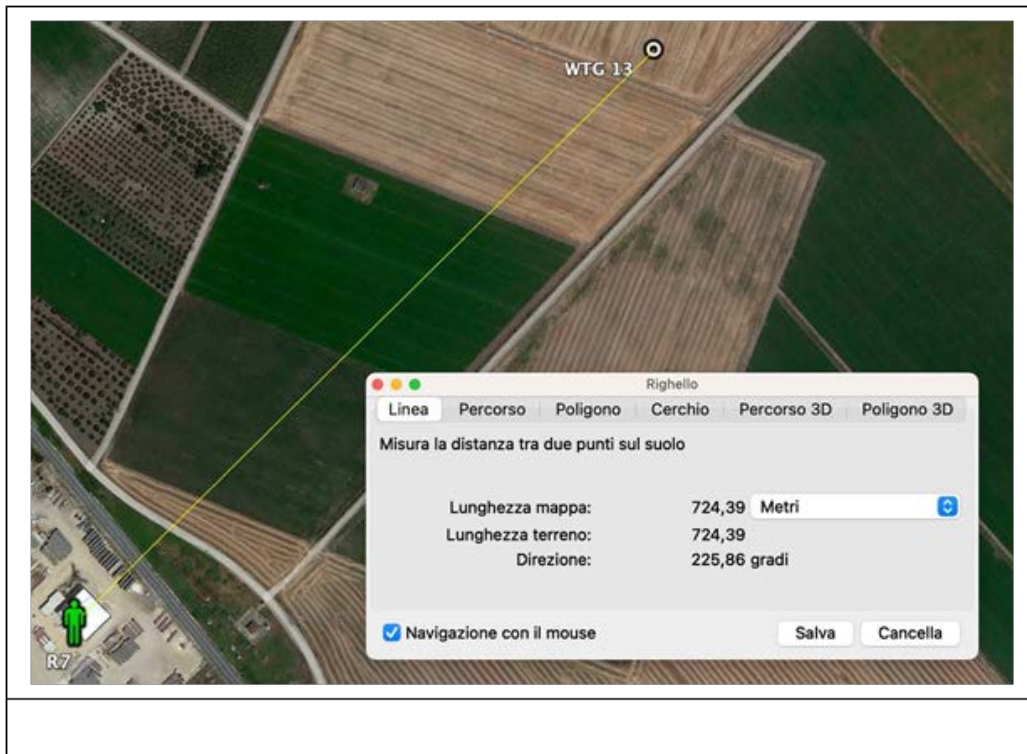 WTG 13
Righello
Linea Percorso Poligono Cerchio Percorso 3D Poligono 3D
Misura la distanza tra due punti sul suolo
Lunghezza mappa: 724,39 Metri
Lunghezza terreno: 724,39
Direzione: 225,86 gradi
Navigazione con il mouse Salva Cancella
R7